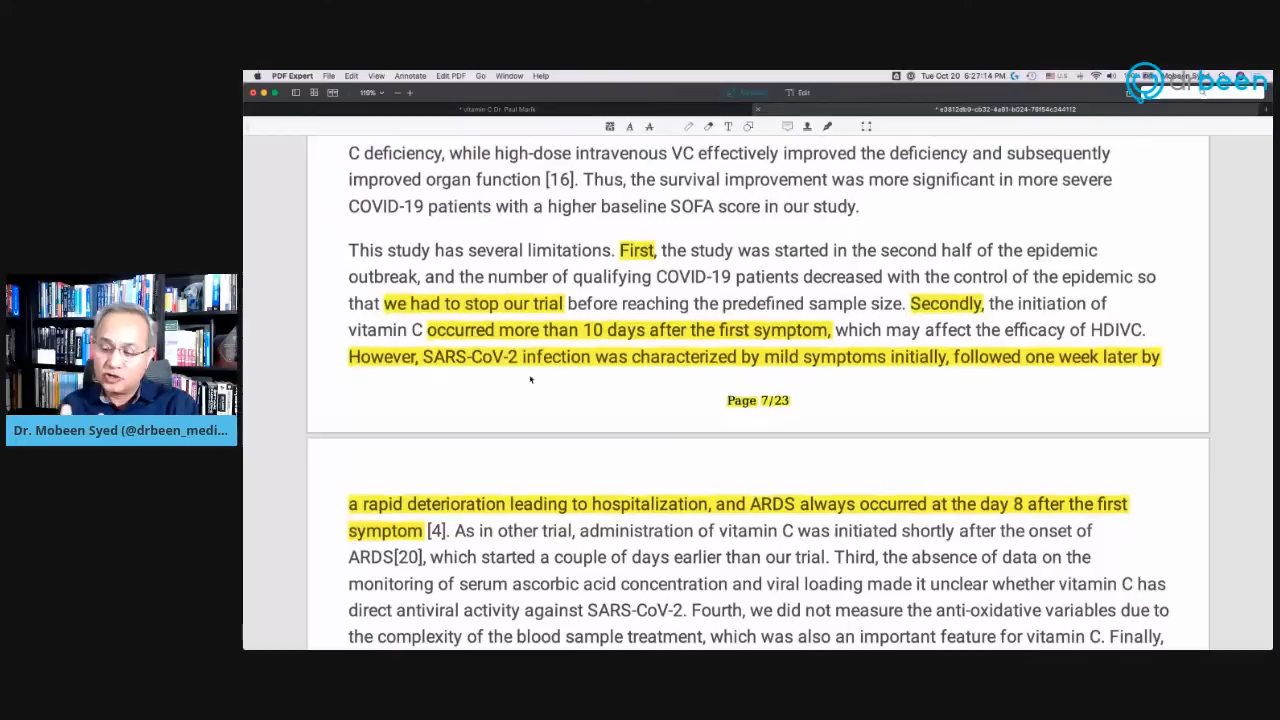 drbeen
PDF Expert File Edit View Annotate Edit PDF Go Window Help
Tue Oct 20 6:27:14 PM
119%
Edit
* vitamin C Dr. Paul Marik
C deficiency, while high-dose intravenous VC effectively improved the deficiency and subsequently
improved organ function [16]. Thus, the survival improvement was more significant in more severe
COVID-19 patients with a higher baseline SOFA score in our study.
This study has several limitations. First, the study was started in the second half of the epidemic
outbreak, and the number of qualifying COVID-19 patients decreased with the control of the epidemic so
that we had to stop our trial before reaching the predefined sample size. Secondly, the initiation of
vitamin C occurred more than 10 days after the first symptom, which may affect the efficacy of HDIVC.
However, SARS-CoV-2 infection was characterized by mild symptoms initially, followed one week later by
Page 7/23
a rapid deterioration leading to hospitalization, and ARDS always occurred at the day 8 after the first
symptom [4]. As in other trial, administration of vitamin C was initiated shortly after the onset of
ARDS[20], which started a couple of days earlier than our trial. Third, the absence of data on the
monitoring of serum ascorbic acid concentration and viral loading made it unclear whether vitamin C has
direct antiviral activity against SARS-CoV-2. Fourth, we did not measure the anti-oxidative variables due to
the complexity of the blood sample treatment, which was also an important feature for vitamin C. Finally,
Dr. Mobeen Syed (@drbeen_medi...